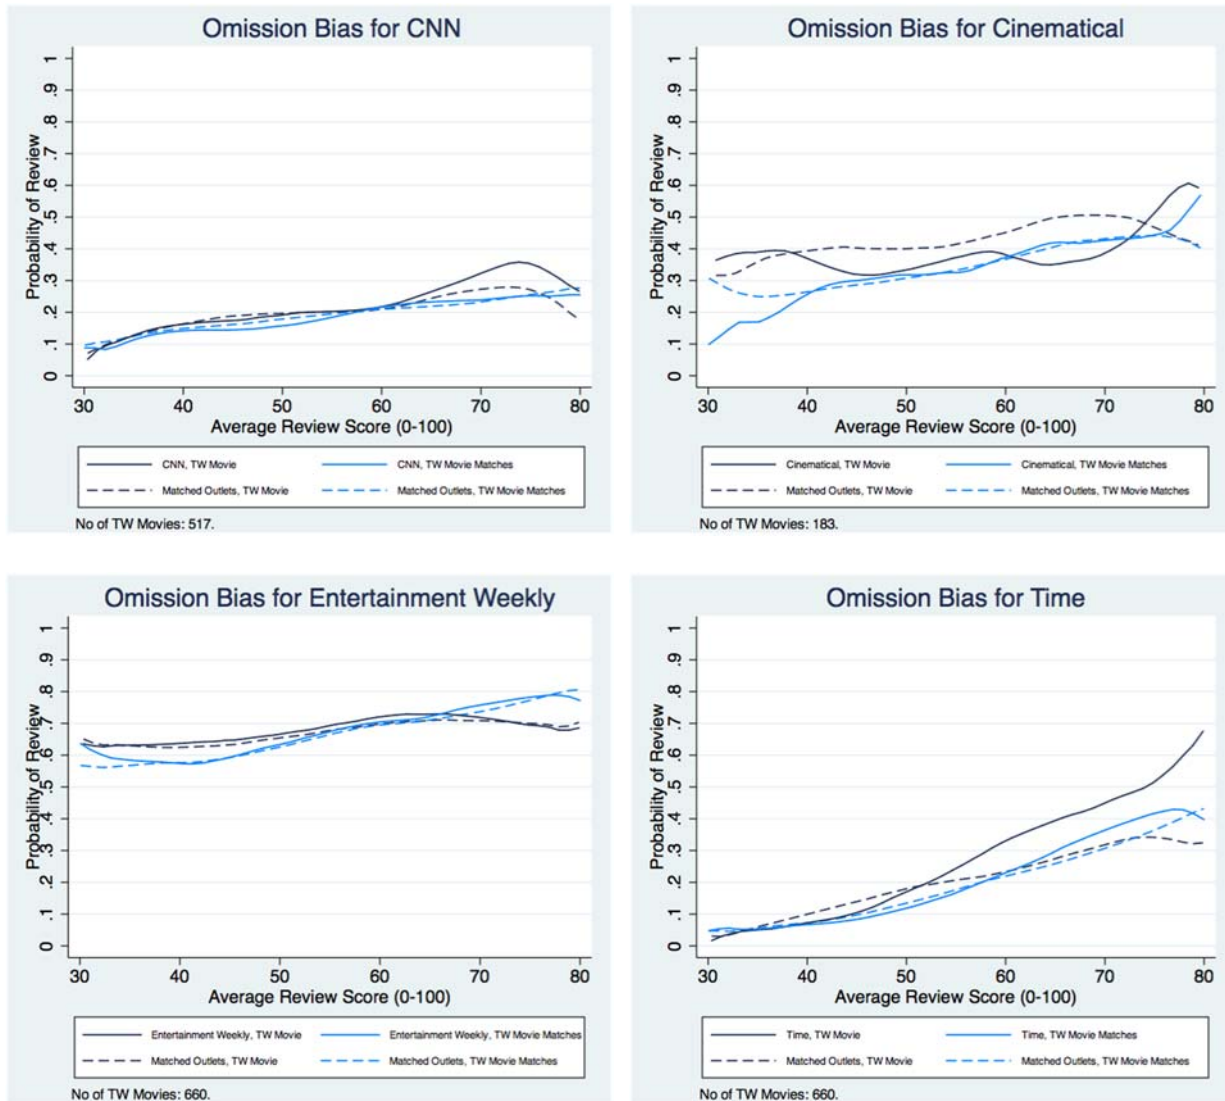 Omission Bias for CNN
Probability of Review
0 .1 .2 .3 .4 .5 .6 .7 .8 .9 1
30 40 50 60 70 80
Average Review Score (0-100)
CNN, TW Movie CNN, TW Movie Matches
Matched Outlets, TW Movie Matched Outlets, TW Movie Matches
No of TW Movies: 517.
Omission Bias for Cinematical
Probability of Review
0 .1 .2 .3 .4 .5 .6 .7 .8 .9 1
30 40 50 60 70 80
Average Review Score (0-100)
Cinematical, TW Movie Cinematical, TW Movie Matches
Matched Outlets, TW Movie Matched Outlets, TW Movie Matches
No of TW Movies: 183.
Omission Bias for Entertainment Weekly
Probability of Review
0 .1 .2 .3 .4 .5 .6 .7 .8 .9 1
30 40 50 60 70 80
Average Review Score (0-100)
Entertainment Weekly, TW Movie Entertainment Weekly, TW Movie Matches
Matched Outlets, TW Movie Matched Outlets, TW Movie Matches
No of TW Movies: 660.
Omission Bias for Time
Probability of Review
0 .1 .2 .3 .4 .5 .6 .7 .8 .9 1
30 40 50 60 70 80
Average Review Score (0-100)
Time, TW Movie Time, TW Movie Matches
Matched Outlets, TW Movie Matched Outlets, TW Movie Matches
No of TW Movies: 660.